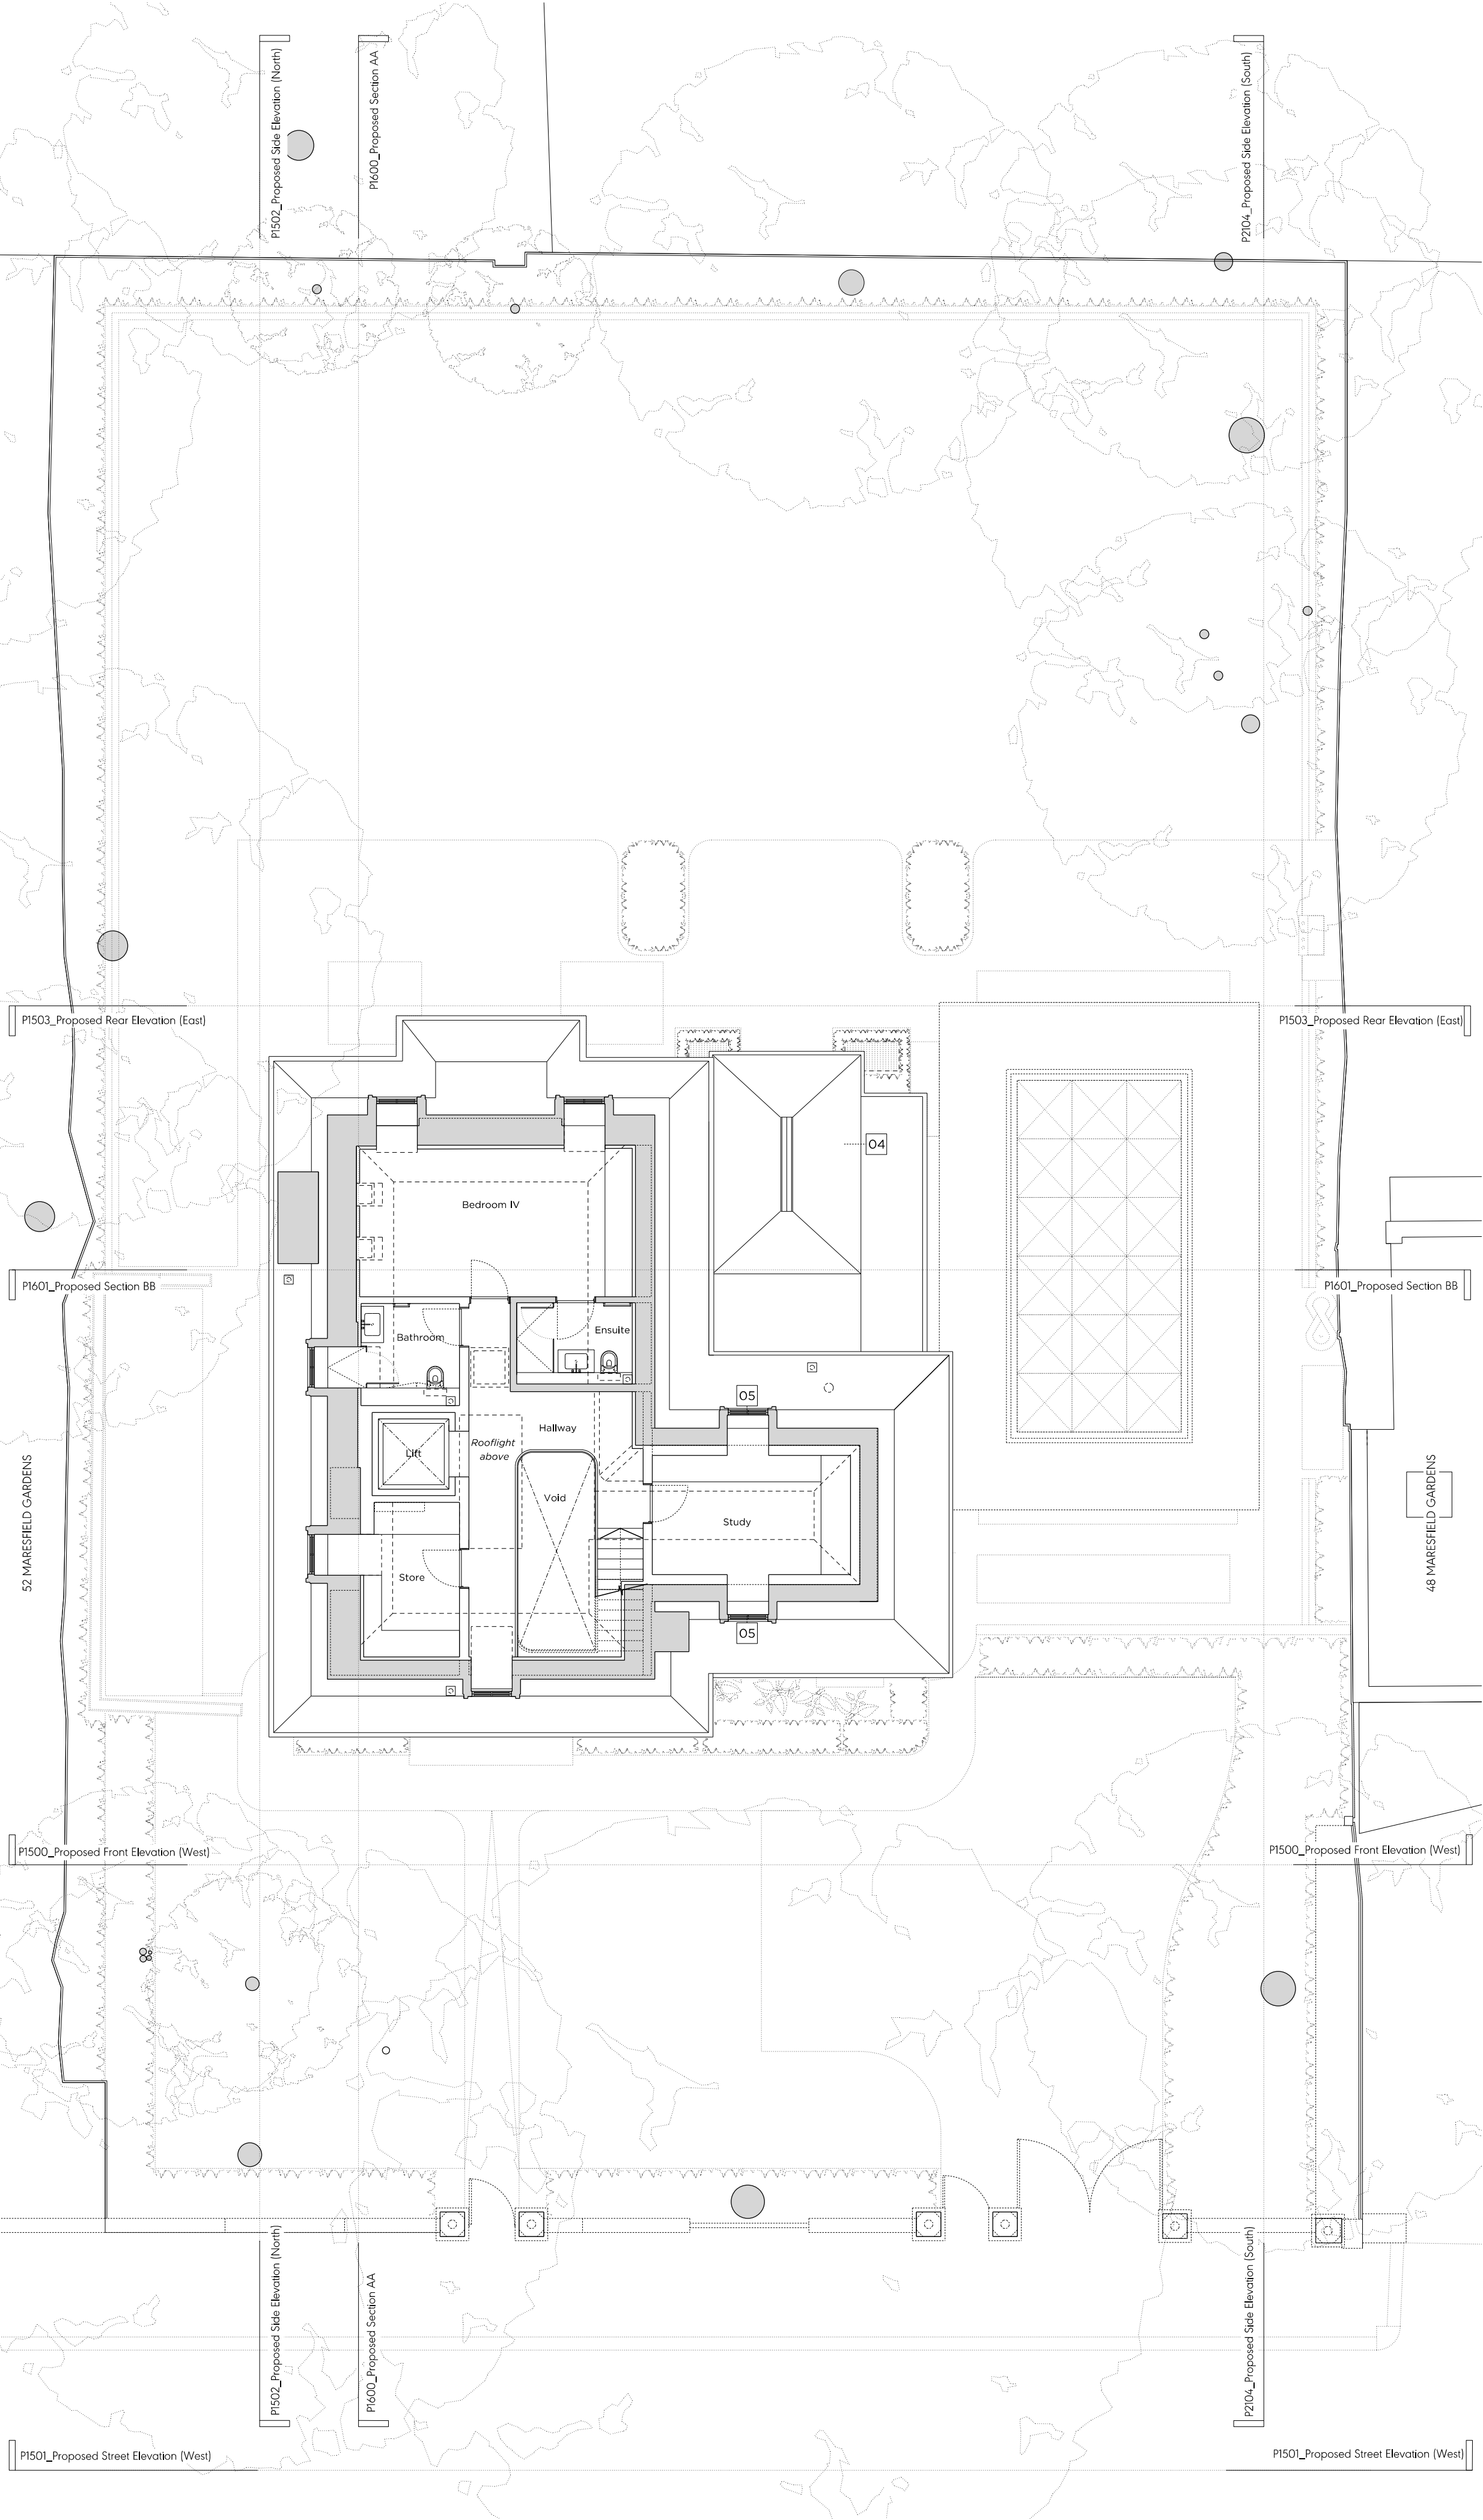 P1502_Proposed Side Elevation (North)
P1600_Proposed Section AA
P2104_Proposed Side Elevation (South)
P1503_Proposed Rear Elevation (East)
P1503_Proposed Rear Elevation (East)
04
Bedroom IV
P1601_Proposed Section BB
P1601_Proposed Section BB
Bathroom
Ensuite
05
Hallway
Rooflight
above
Lift
Void
Study
Store
05
52 MARESFIELD GARDENS
48 MARESFIELD GARDENS
P1500_Proposed Front Elevation (West)
P1500_Proposed Front Elevation (West)
P1502_Proposed Side Elevation (North)
P1600_Proposed Section AA
P2104_Proposed Side Elevation (South)
P1501_Proposed Street Elevation (West)
P1501_Proposed Street Elevation (West)